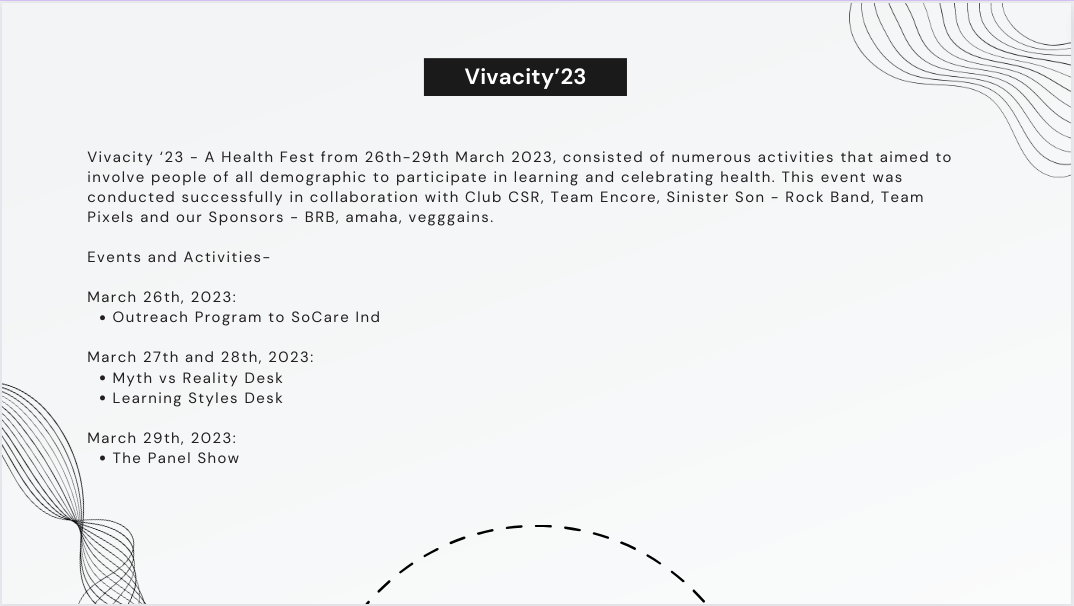 Vivacity’23
Vivacity ‘23 - A Health Fest from 26th-29th March 2023, consisted of numerous activities that aimed to
involve people of all demographic to participate in learning and celebrating health. This event was
conducted successfully in collaboration with Club CSR, Team Encore, Sinister Son - Rock Band, Team
Pixels and our Sponsors - BRB, amaha, vegggains.
Events and Activities-
March 26th, 2023:
• Outreach Program to SoCare Ind
March 27th and 28th, 2023:
• Myth vs Reality Desk
• Learning Styles Desk
March 29th, 2023:
• The Panel Show